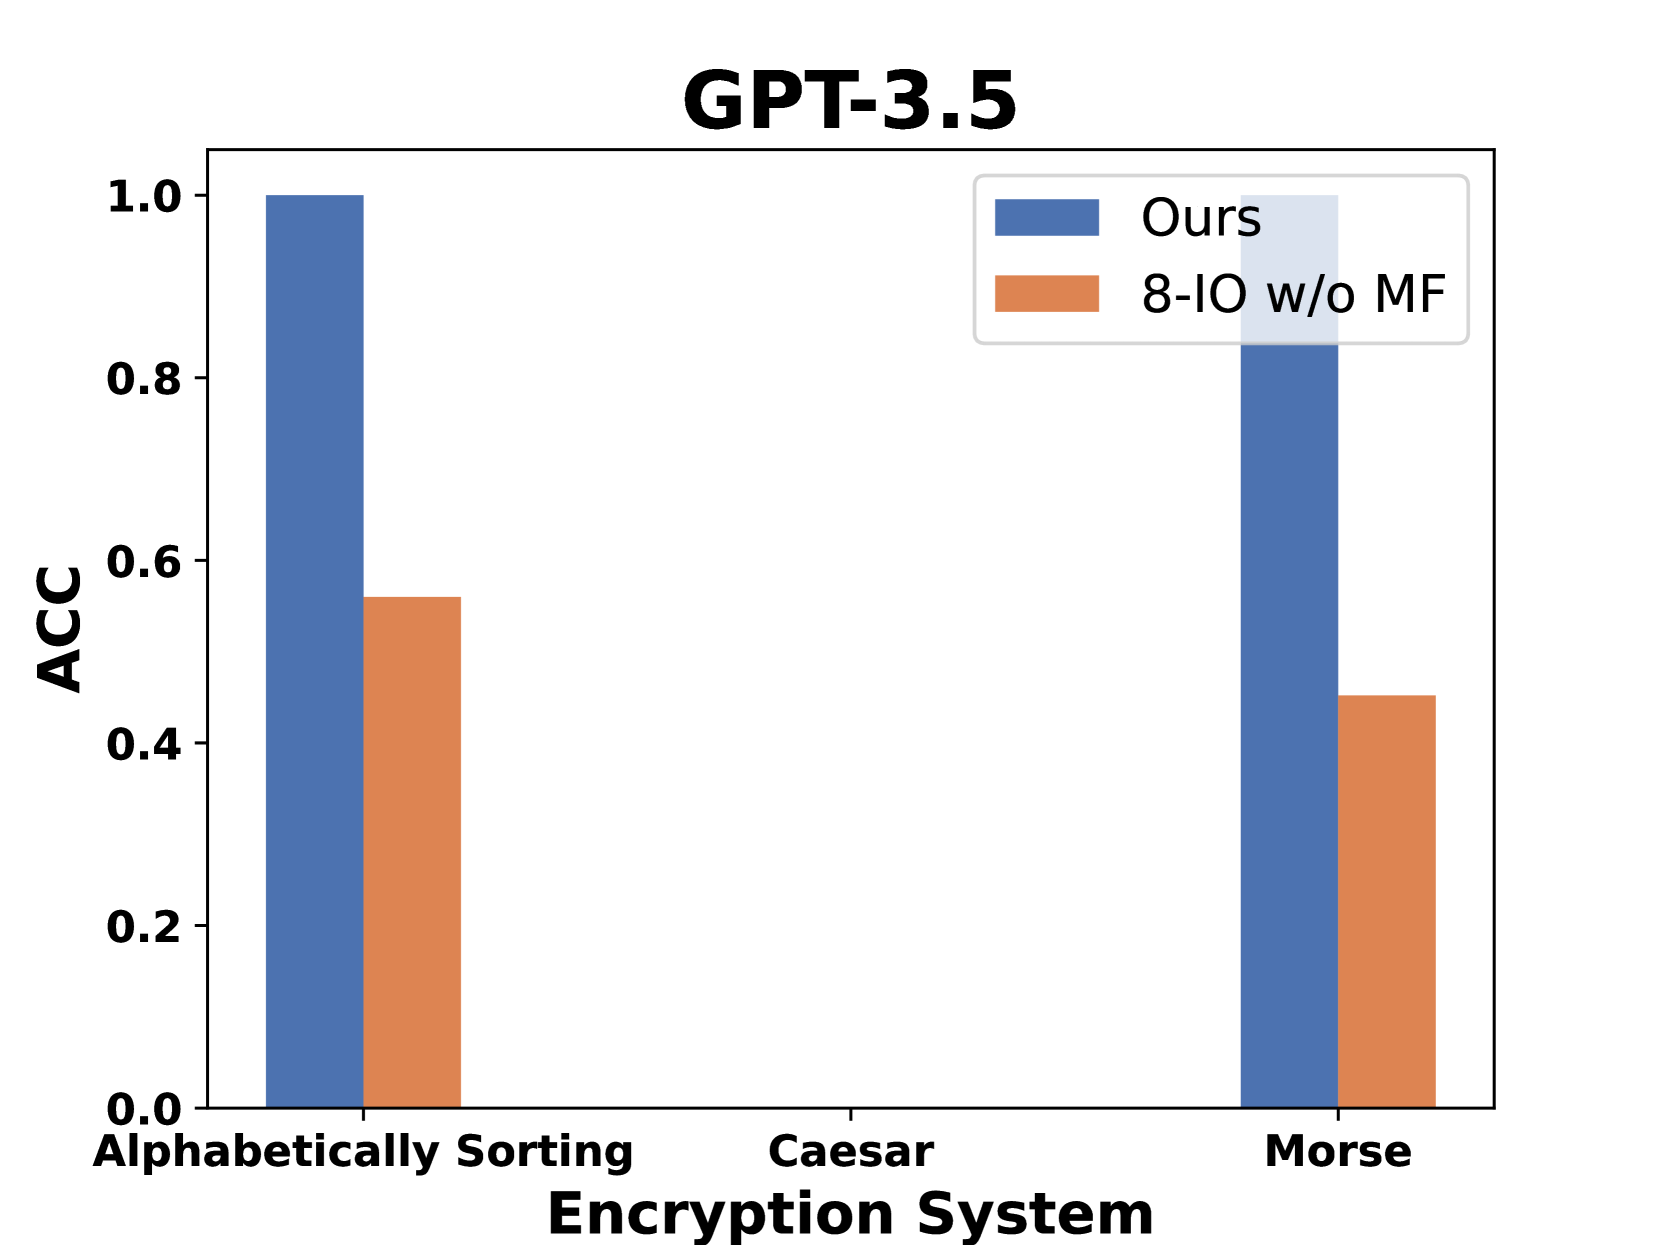 GPT-3.5
Ours
8-IO w/o MF
1.0
0.8
0.6
0.4
0.2
0.0
ACC
Alphabetically Sorting Caesar Morse
Encryption System